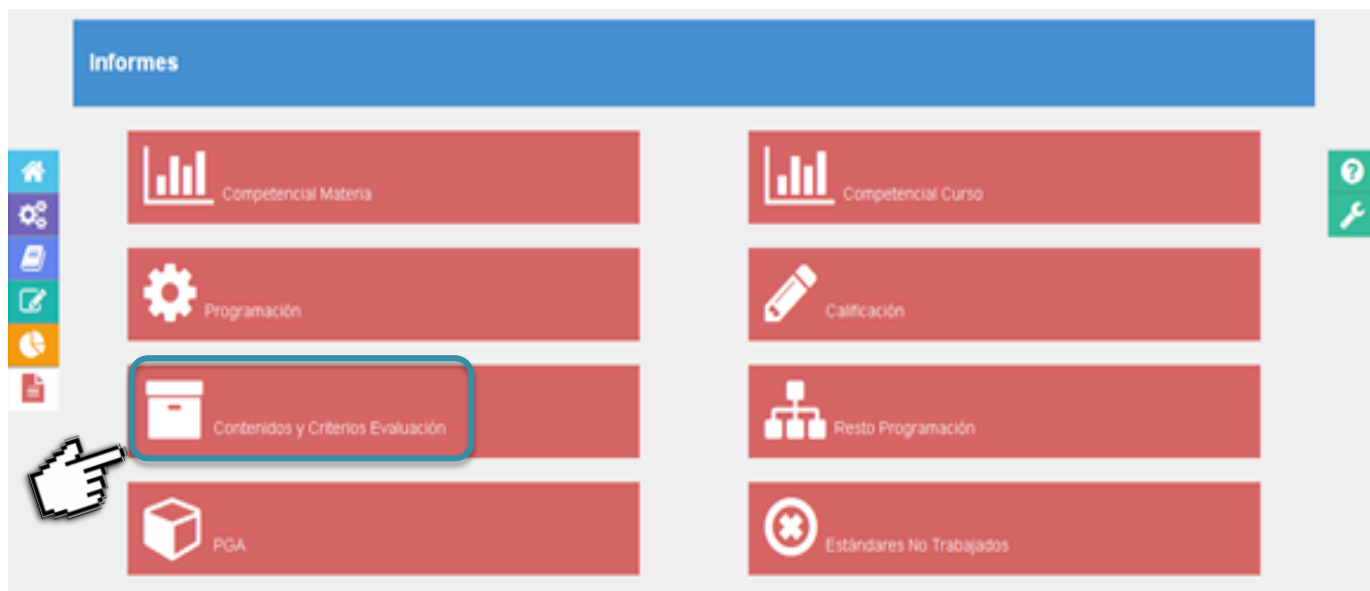 Informes
Competencial Materia
Competencial Curso
Programación
Calificación
Contenidos y Criterios Evaluación
Resto Programación
PGA
Estándares No Trabajados